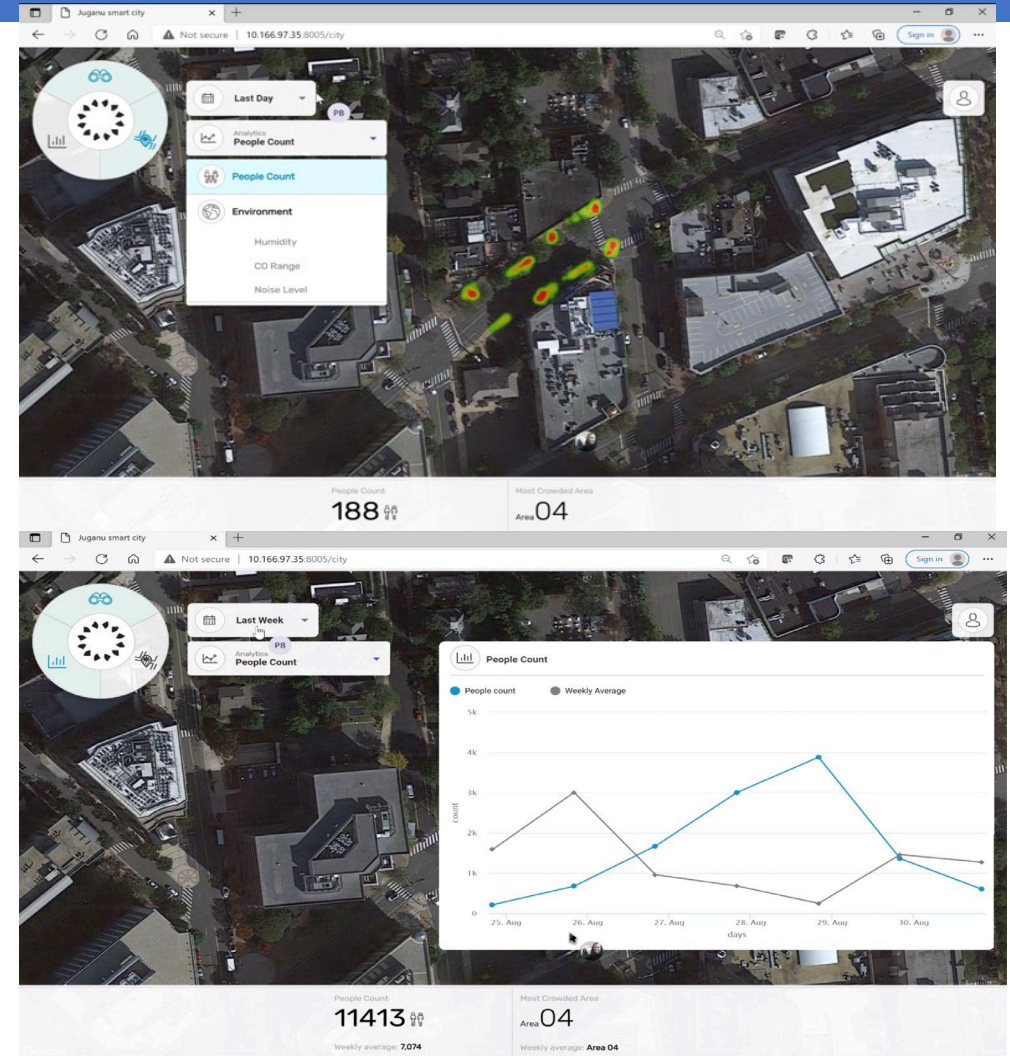 Juganu smart city
Not secure | 10.166.97.35:8005/city
Sign in
Last Day
PB
Analytics
People Count
People Count
Environment
Humidity
CO Range
Noise Level
People Count
188
Most Crowded Area
Area 04
Juganu smart city
Not secure | 10.166.97.35:8005/city
Sign in
Last Week
PB
Analytics
People Count
People Count
People count
Weekly Average
5k
4k
3k
2k
1k
0
count
25. Aug 26. Aug 27. Aug 28. Aug 29. Aug 30. Aug
days
People Count
11413
Weekly average: 7,074
Most Crowded Area
Area 04
Weekly average: Area 04